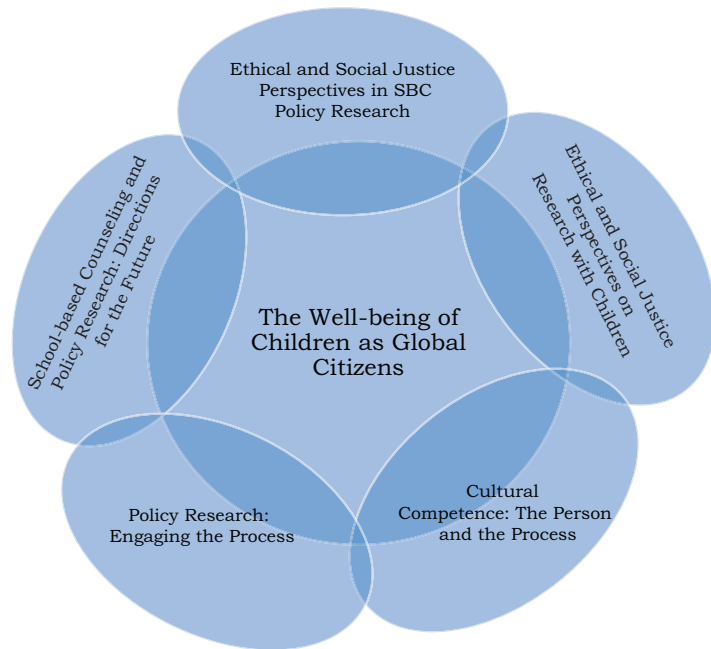 Ethical and Social Justice
Perspectives in SBC
Policy Research
Ethical and Social Justice
Perspectives on
Research with Children
Cultural
Competence: The Person
and the Process
Policy Research:
Engaging the Process
School-based Counseling and
Policy Research: Directions
for the Future
The Well-being of
Children as Global
Citizens